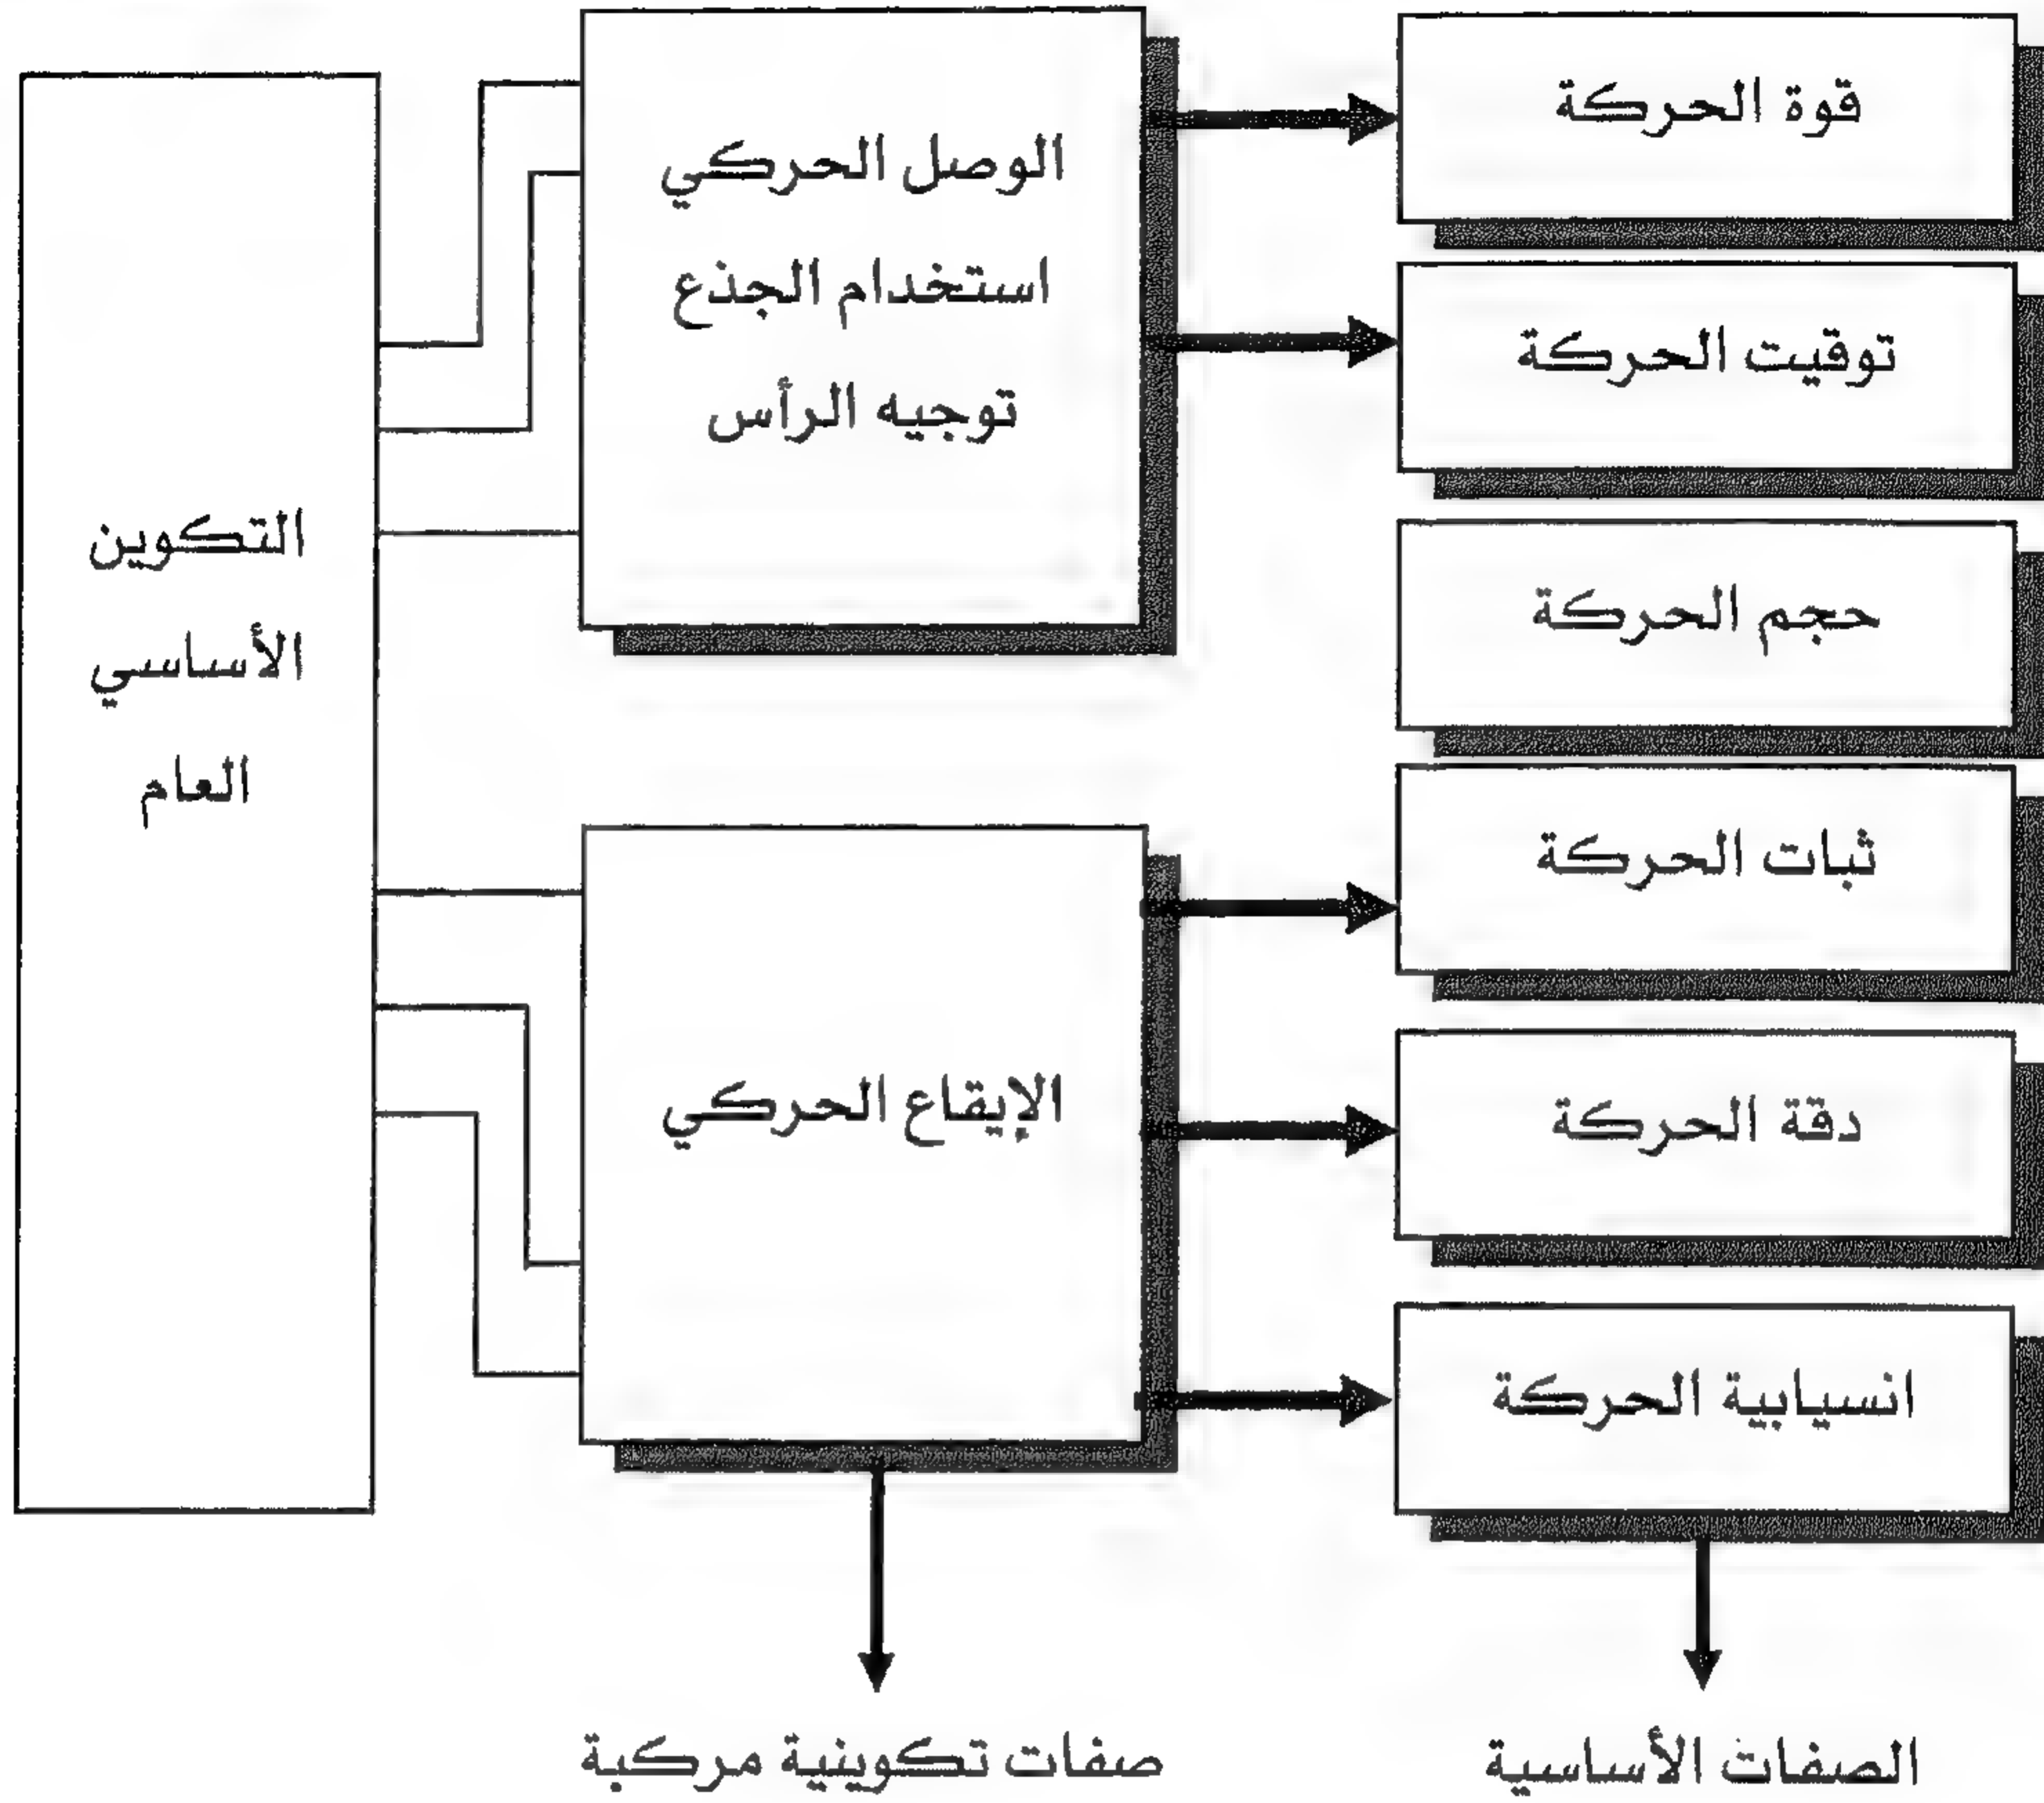 قوة الحركة
توقيت الحركة
حجم الحركة
ثبات الحركة
دقة الحركة
انسيابية الحركة
الصفات الأساسية
الوصل الحركي
استخدام الجذع
توجيه الرأس
الإيقاع الحركي
صفات تكوينية مركبة
التكوين
الأساسي
العام